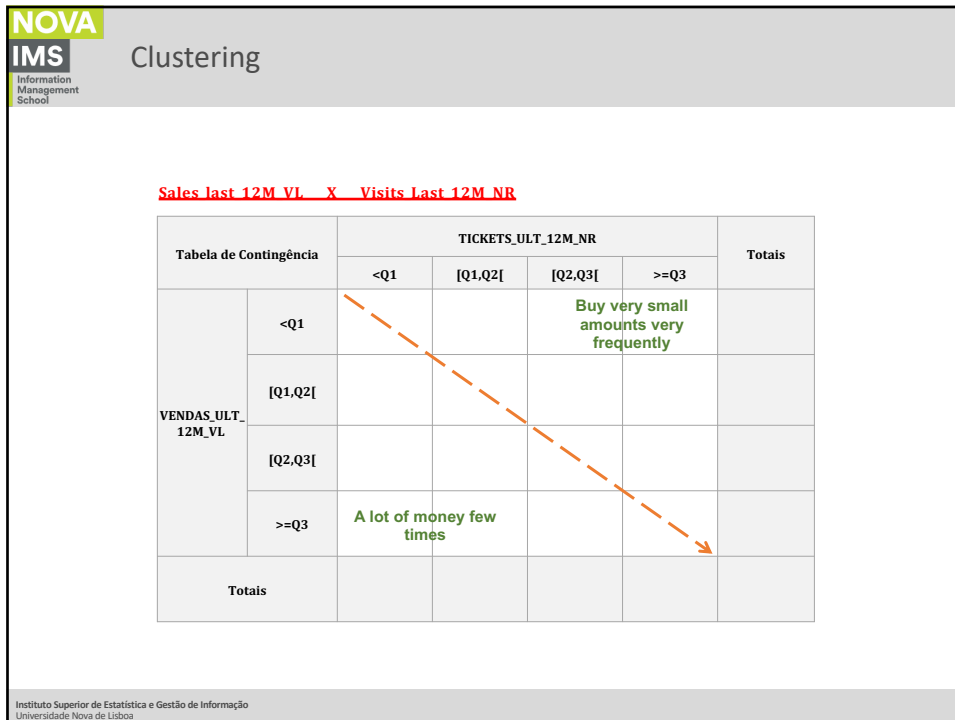 NOVA
IMS
Information
Management
School
Clustering
Sales last 12M VL X Visits Last 12M NR
Tabela de Contingência
TICKETS_ULT_12M_NR
Totais
<Q1
[Q1,Q2[
[Q2,Q3[
>=Q3
VENDAS_ULT_
12M_VL
<Q1
Buy very small
amounts very
frequently
[Q1,Q2[
[Q2,Q3[
>=Q3
A lot of money few
times
Totais
Instituto Superior de Estatística e Gestão de Informação
Universidade Nova de Lisboa